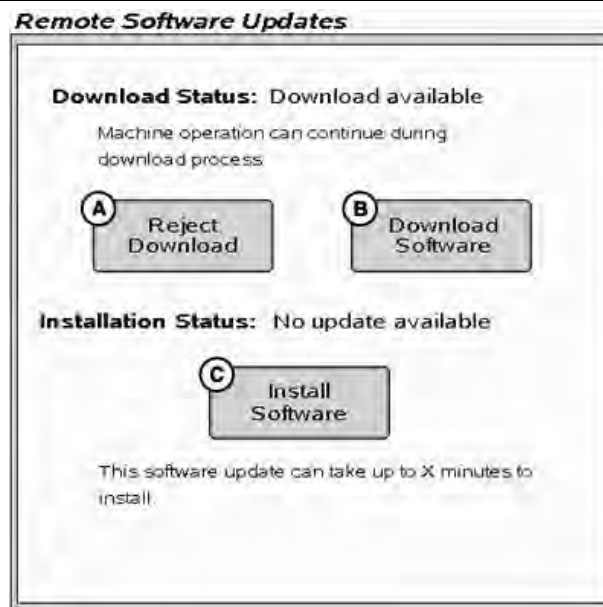 Remote Software Updates
Download Status: Download available
Machine operation can continue during
download process
A
Reject
Download
B
Download
Software
Installation Status: No update available
C
Install
Software
This software update can take up to X minutes to
install